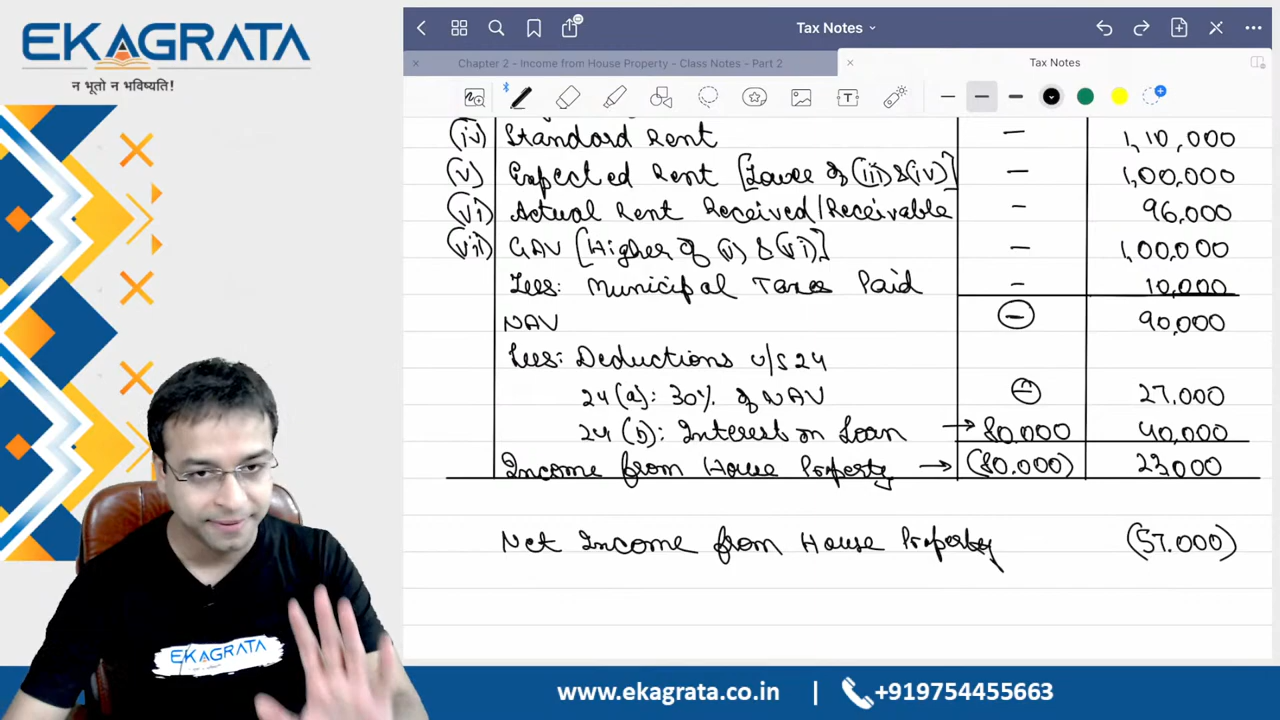 EKAGRATA
न भूतो न भविष्यति!
Tax Notes
Chapter 2 - Income from House Property - Class Notes - Part 2
Tax Notes
(iv) Standard Rent — 1,10,000
(v) Expected Rent [Lower of (iii) & (iv)] — 1,00,000
(vi) Actual Rent Received/Receivable — 96,000
(vii) GAV [Higher of (v) & (vi)] — 1,00,000
Less: Municipal Taxes Paid — 10,000
NAV — 90,000
Less: Deductions u/s 24
24(a): 30% of NAV — 27,000
24(b): Interest on Loan → 80,000 40,000
Income from House Property → (80,000) 23,000
Net Income from House Property (57,000)
EKAGRATA
www.ekagrata.co.in | +919754455663